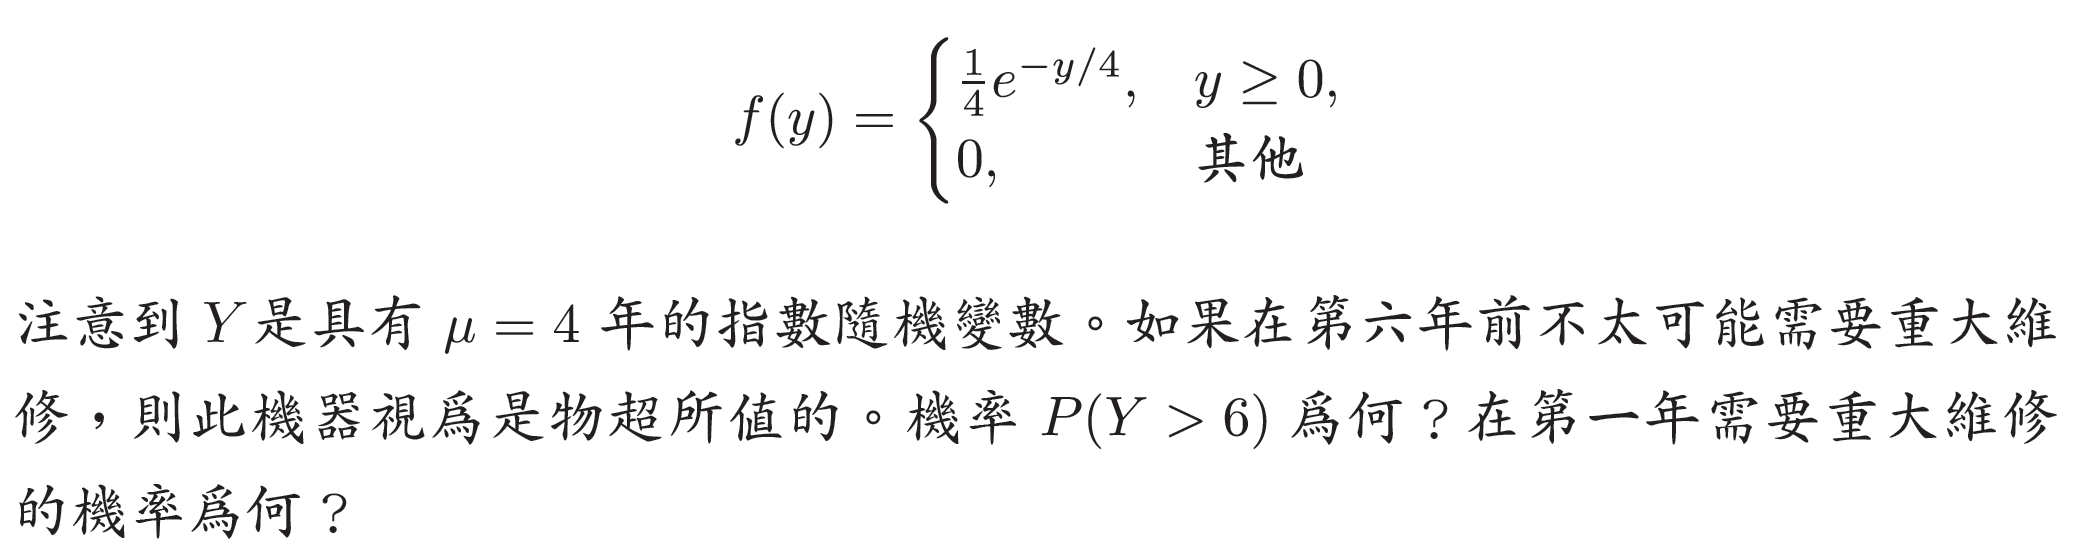 f(y) = { \frac{1}{4}e^{-y/4}, y ≥ 0,
0, 其他
注意到 Y 是具有 μ = 4 年的指數隨機變數。如果在第六年前不太可能需要重大維
修，則此機器視爲是物超所值的。機率 P(Y > 6) 爲何？在第一年需要重大維修
的機率爲何？